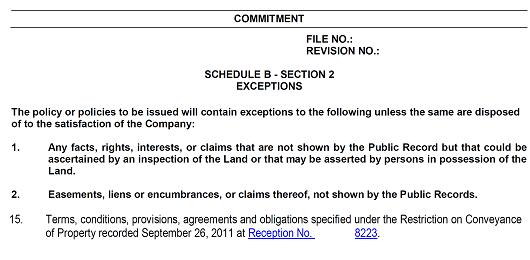 COMMITMENT
FILE NO.:
REVISION NO.:
SCHEDULE B - SECTION 2
EXCEPTIONS
The policy or policies to be issued will contain exceptions to the following unless the same are disposed
of to the satisfaction of the Company:
1. Any facts, rights, interests, or claims that are not shown by the Public Record but that could be
ascertained by an inspection of the Land or that may be asserted by persons in possession of the
Land.
2. Easements, liens or encumbrances, or claims thereof, not shown by the Public Records.
15. Terms, conditions, provisions, agreements and obligations specified under the Restriction on Conveyance
of Property recorded September 26, 2011 at Reception No. 8223.